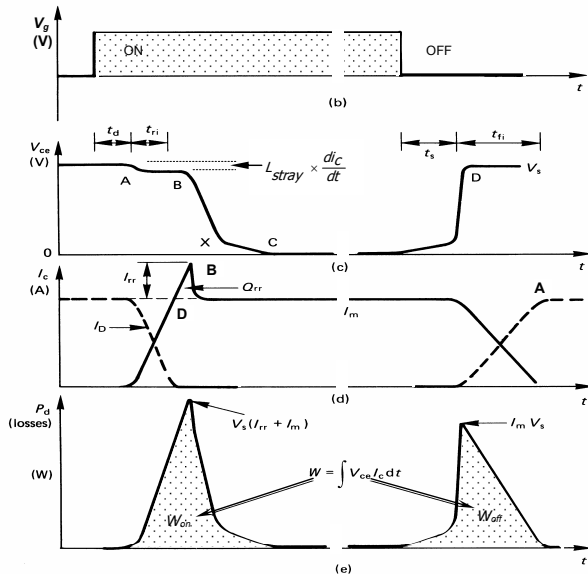 V_g
(V)
ON
OFF
t
(b)
t_d
t_ri
t_s
t_fi
V_ce
(V)
L_stray × di_c/dt
A
B
D
V_s
X
C
0
t
(c)
I_c
(A)
I_rr
B
Q_rr
A
D
I_D
I_m
t
(d)
P_d
(losses)
V_s(I_rr + I_m)
I_m V_s
(W)
W = ∫ V_ce I_c dt
W_on
W_off
t
(e)